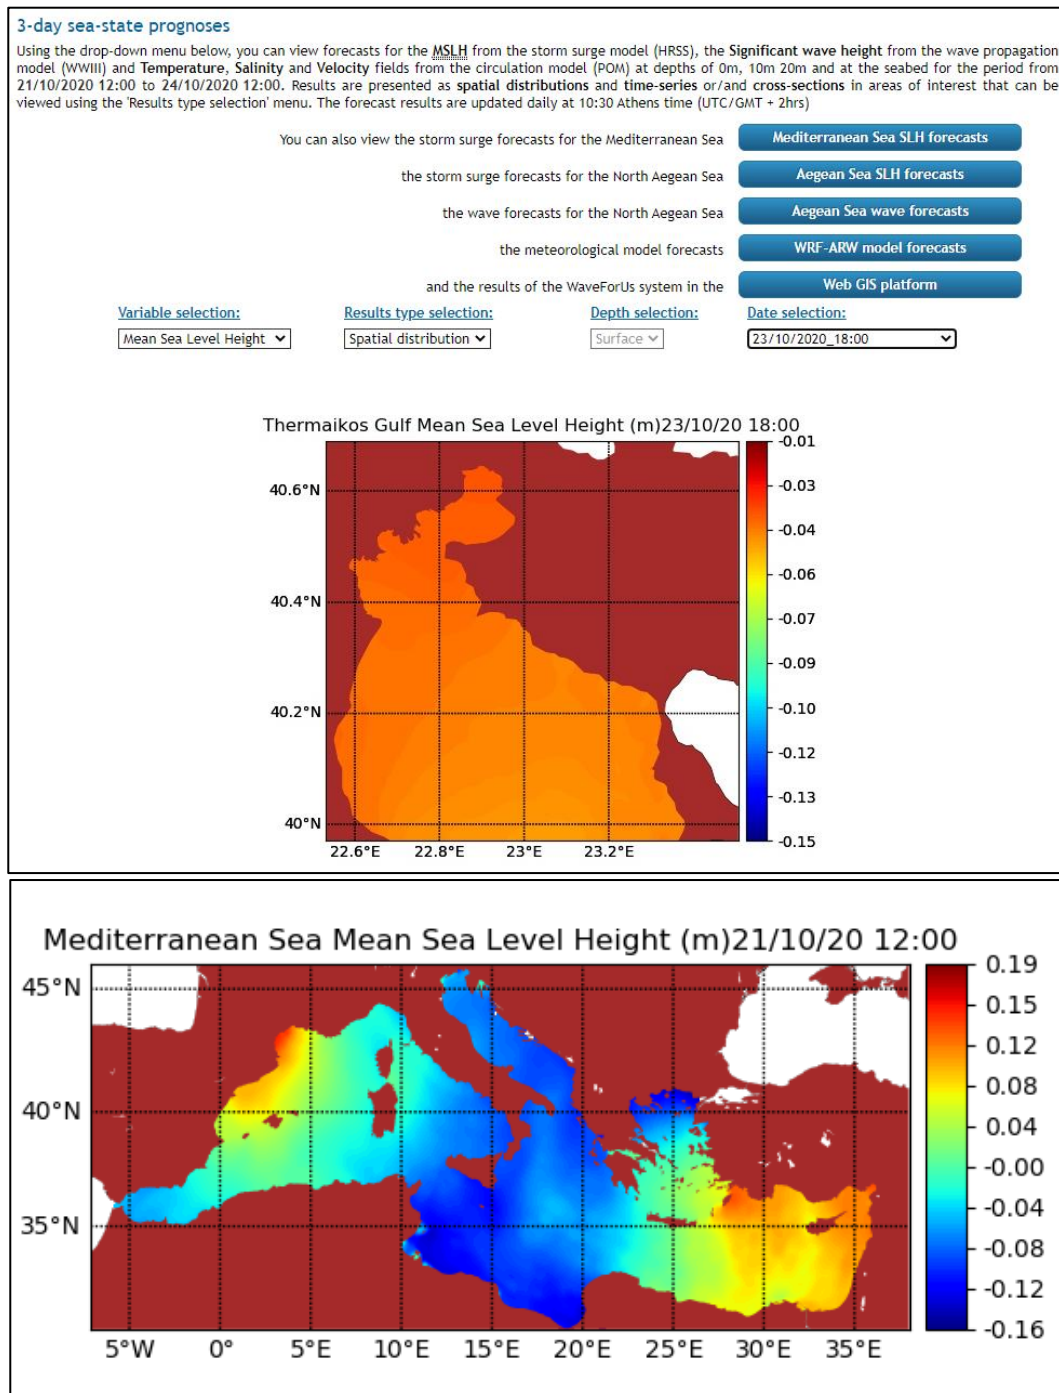 3-day sea-state prognoses
Using the drop-down menu below, you can view forecasts for the MSLH from the storm surge model (HRSS), the Significant wave height from the wave propagation
model (WWIII) and Temperature, Salinity and Velocity fields from the circulation model (POM) at depths of 0m, 10m 20m and at the seabed for the period from
21/10/2020 12:00 to 24/10/2020 12:00. Results are presented as spatial distributions and time-series or/and cross-sections in areas of interest that can be
viewed using the 'Results type selection' menu. The forecast results are updated daily at 10:30 Athens time (UTC/GMT + 2hrs)
You can also view the storm surge forecasts for the Mediterranean Sea Mediterranean Sea SLH forecasts
the storm surge forecasts for the North Aegean Sea Aegean Sea SLH forecasts
the wave forecasts for the North Aegean Sea Aegean Sea wave forecasts
the meteorological model forecasts WRF-ARW model forecasts
and the results of the WaveForUs system in the Web GIS platform
Variable selection: Results type selection: Depth selection: Date selection:
Mean Sea Level Height Spatial distribution Surface 23/10/2020_18:00
Thermaikos Gulf Mean Sea Level Height (m)23/10/20 18:00
-0.01
40.6°N
-0.03
-0.04
-0.06
40.4°N
-0.07
-0.09
40.2°N
-0.10
-0.12
-0.13
40°N
-0.15
22.6°E 22.8°E 23°E 23.2°E
Mediterranean Sea Mean Sea Level Height (m)21/10/20 12:00
0.19
45°N
0.15
0.12
0.08
40°N
0.04
-0.00
-0.04
35°N
-0.08
-0.12
-0.16
5°W 0° 5°E 10°E 15°E 20°E 25°E 30°E 35°E